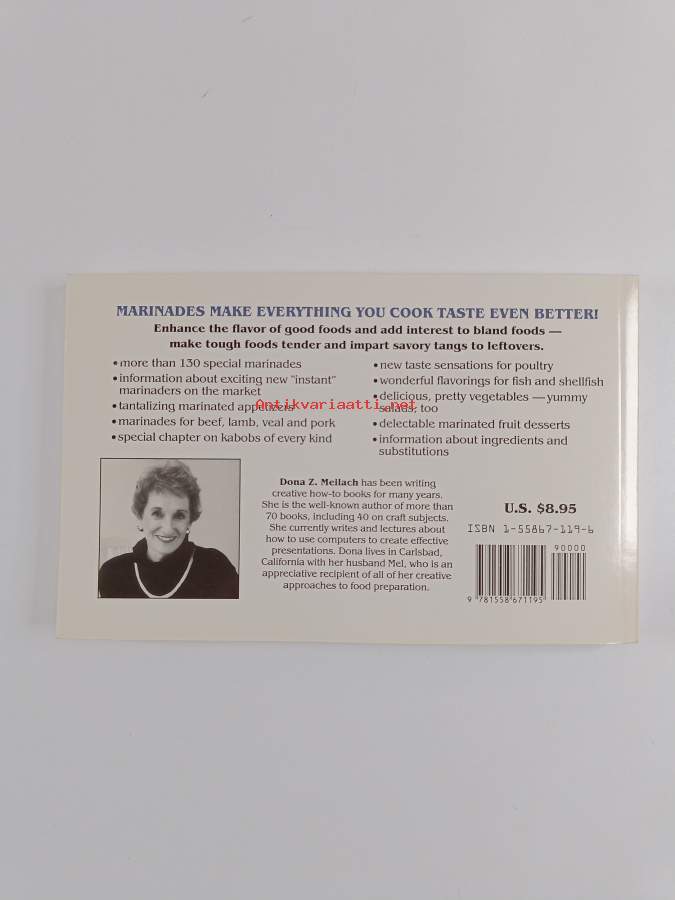 MARINADES MAKE EVERYTHING YOU COOK TASTE EVEN BETTER!
Enhance the flavor of good foods and add interest to bland foods —
make tough foods tender and impart savory tangs to leftovers.
• more than 130 special marinades
• information about exciting new "instant"
marinaders on the market
• tantalizing marinated appetizers
• marinades for beef, lamb, veal and pork
• special chapter on kabobs of every kind
• new taste sensations for poultry
• wonderful flavorings for fish and shellfish
• delicious, pretty vegetables — yummy
salads, too
• delectable marinated fruit desserts
• information about ingredients and
substitutions
Antikvariaatti.net
Dona Z. Meilach has been writing
creative how-to books for many years.
She is the well-known author of more than
70 books, including 40 on craft subjects.
She currently writes and lectures about
how to use computers to create effective
presentations. Dona lives in Carlsbad,
California with her husband Mel, who is an
appreciative recipient of all of her creative
approaches to food preparation.
U.S. $8.95
ISBN 1-55867-119-6
90000
9 781558 671195